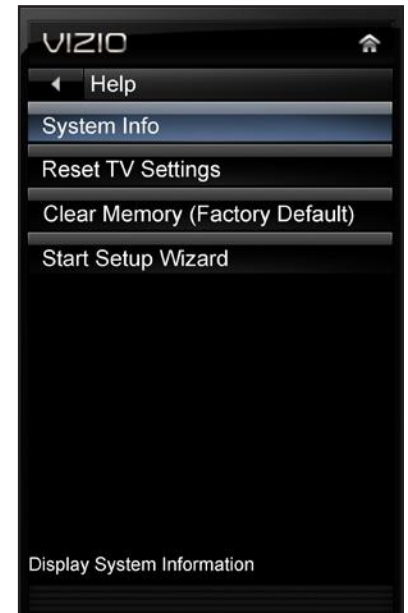 VIZIO
Help
System Info
Reset TV Settings
Clear Memory (Factory Default)
Start Setup Wizard
Display System Information